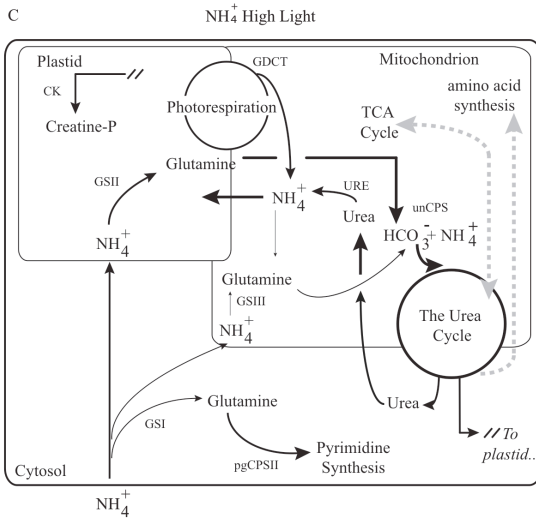 C
NH4+ High Light
Plastid
CK
Creatine-P
GDCT
Photorespiration
Mitochondrion
amino acid
synthesis
TCA
Cycle
Glutamine
GSII
NH4+
NH4+
URE
Urea
unCPS
HCO3- + NH4+
Glutamine
GSIII
NH4+
The Urea
Cycle
Urea
GSI
Glutamine
pgCPSII
Pyrimidine
Synthesis
To
plastid..
Cytosol
NH4+